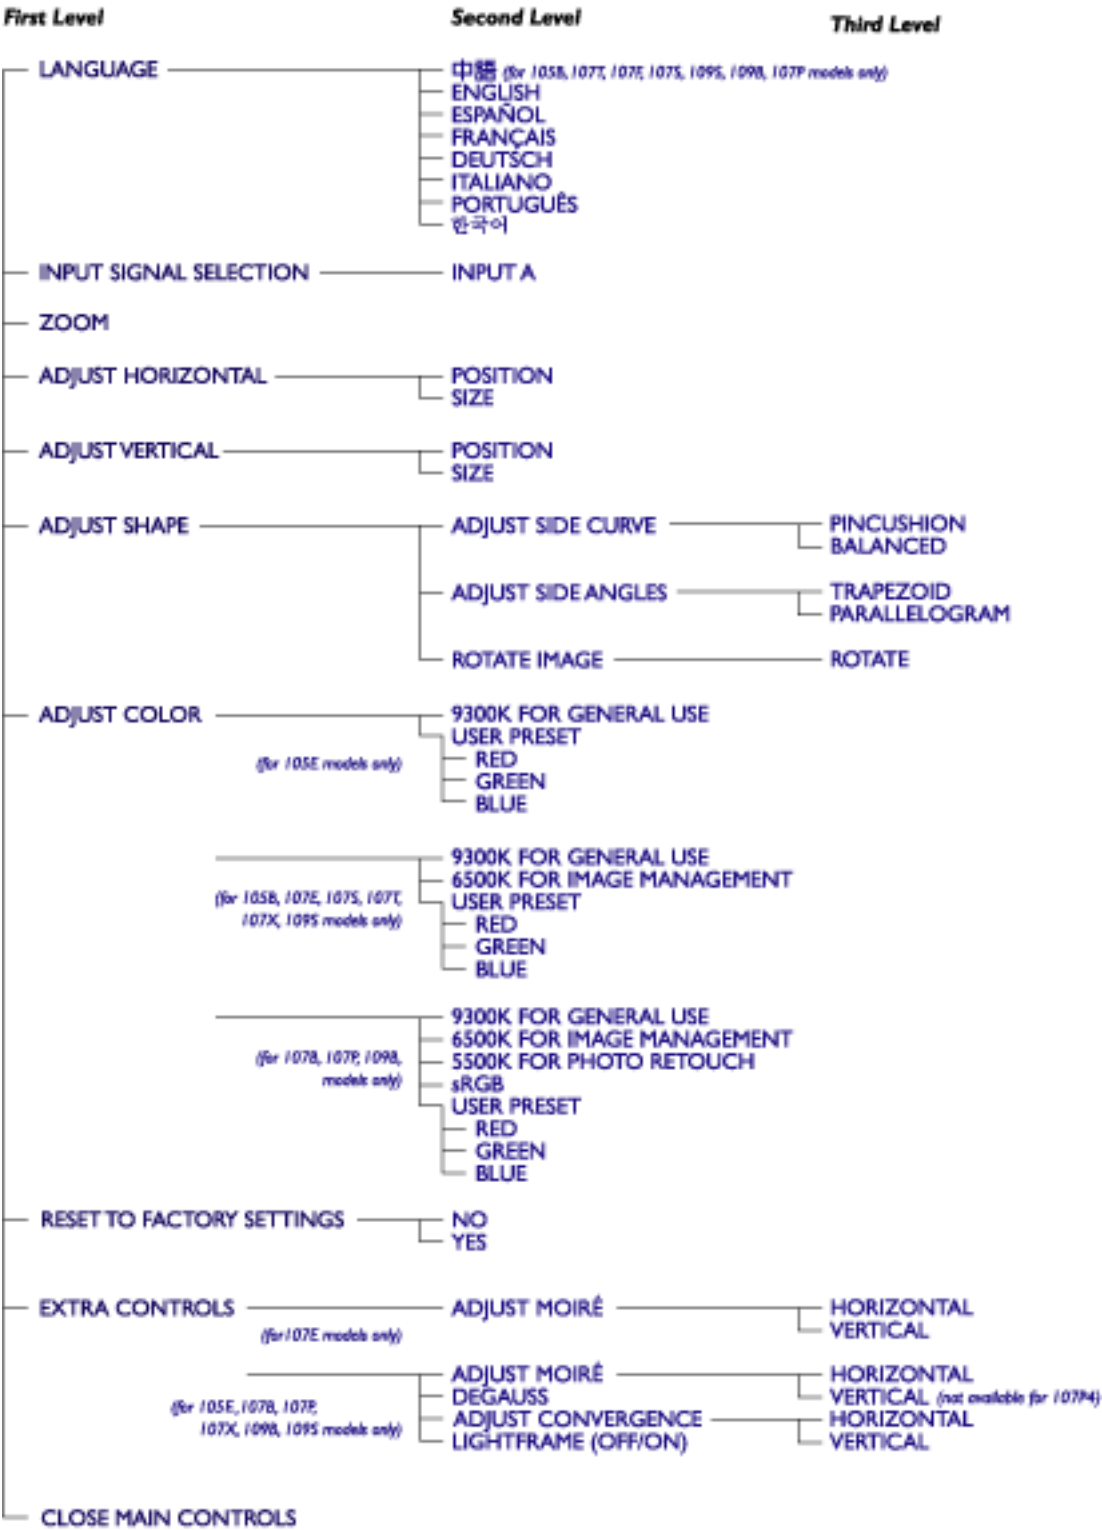 First Level Second Level Third Level
LANGUAGE 中語 (for 105B, 107T, 107F, 107S, 109S, 109B, 107P models only)
ENGLISH
ESPAÑOL
FRANÇAIS
DEUTSCH
ITALIANO
PORTUGUÊS
한국어
INPUT SIGNAL SELECTION INPUT A
ZOOM
ADJUST HORIZONTAL POSITION
SIZE
ADJUST VERTICAL POSITION
SIZE
ADJUST SHAPE ADJUST SIDE CURVE PINCUSHION
BALANCED
ADJUST SIDE ANGLES TRAPEZOID
PARALLELOGRAM
ROTATE IMAGE ROTATE
ADJUST COLOR 9300K FOR GENERAL USE
USER PRESET
(for 105E models only) RED
GREEN
BLUE
9300K FOR GENERAL USE
6500K FOR IMAGE MANAGEMENT
(for 105B, 107E, 107S, 107T, USER PRESET
107X, 109S models only) RED
GREEN
BLUE
9300K FOR GENERAL USE
6500K FOR IMAGE MANAGEMENT
(for 107B, 107P, 109B, 5500K FOR PHOTO RETOUCH
models only) sRGB
USER PRESET
RED
GREEN
BLUE
RESET TO FACTORY SETTINGS NO
YES
EXTRA CONTROLS ADJUST MOIRÉ HORIZONTAL
(for107E models only) VERTICAL
ADJUST MOIRÉ HORIZONTAL
DEGAUSS VERTICAL (not available for 107P4)
(for 105E, 107B, 107P, ADJUST CONVERGENCE HORIZONTAL
107X, 109B, 109S models only) LIGHTFRAME (OFF/ON) VERTICAL
CLOSE MAIN CONTROLS